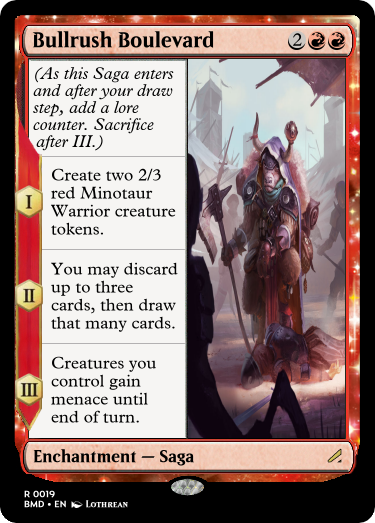 Bullrush Boulevard 2
(As this Saga enters
and after your draw
step, add a lore
counter. Sacrifice
after III.)
I
Create two 2/3
red Minotaur
Warrior creature
tokens.
II
You may discard
up to three
cards, then draw
that many cards.
III
Creatures you
control gain
menace until
end of turn.
Enchantment — Saga
R 0019
BMD • EN Lothrean